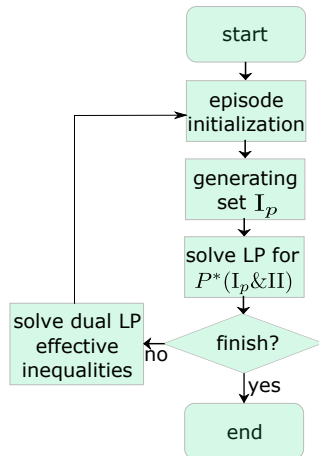 start
episode
initialization
generating
set I_p
solve LP for
P*(I_p&II)
solve dual LP
effective
inequalities
no
finish?
yes
end